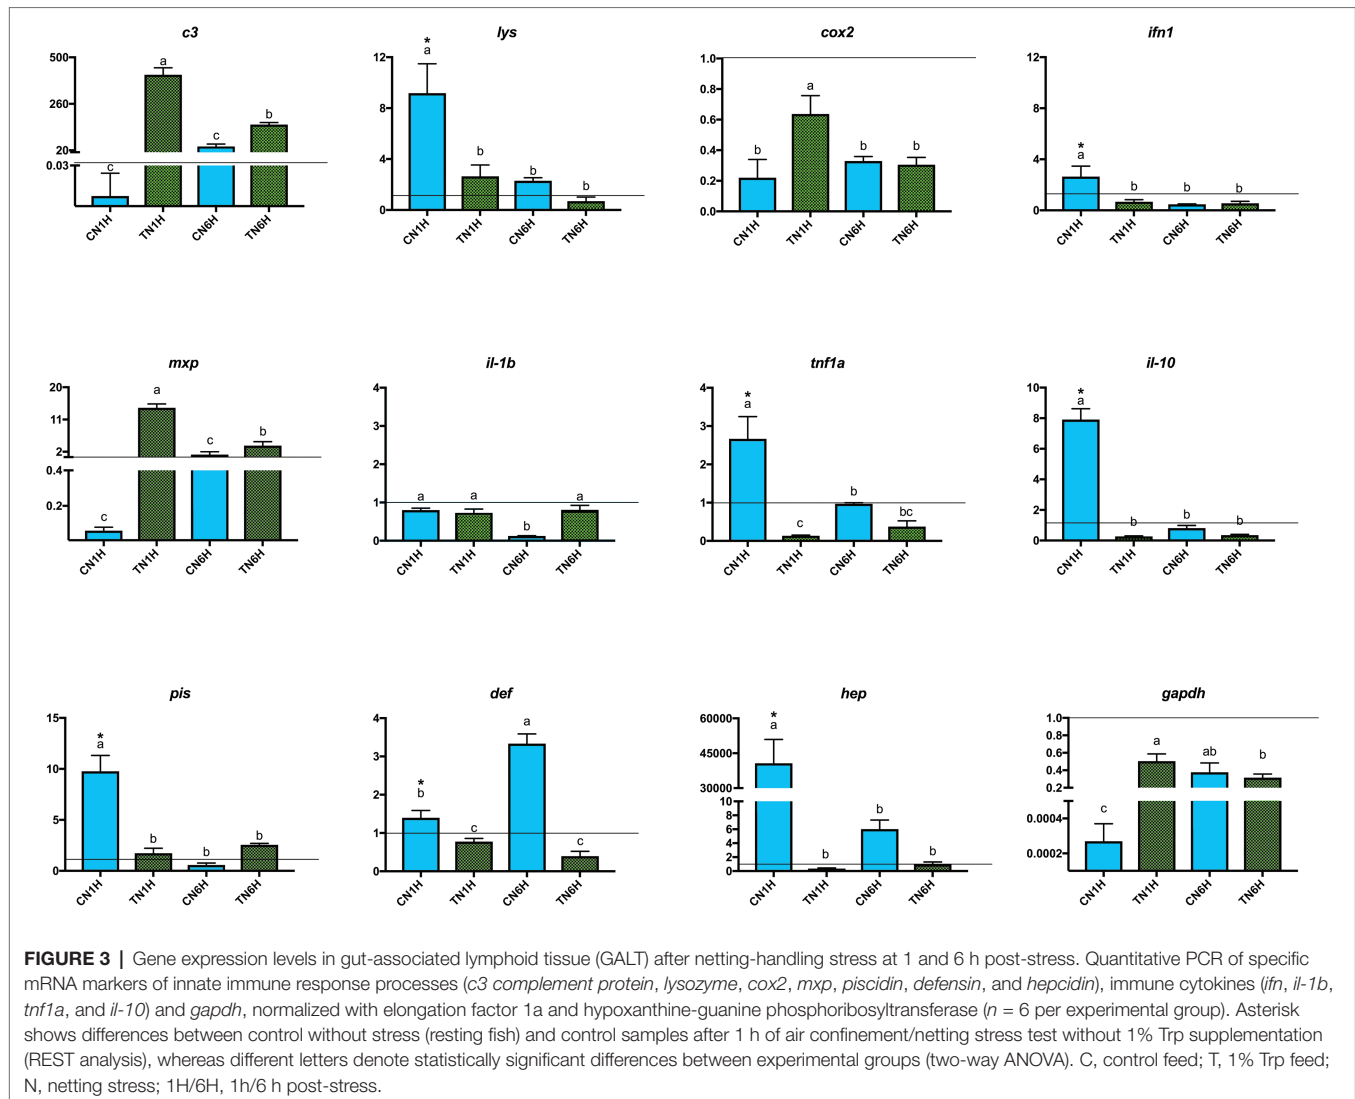 c3
500
260
20
0.03
c
a
c
b
CN1H
TN1H
CN6H
TN6H
lys
12
8
4
0
*
a
b
b
b
CN1H
TN1H
CN6H
TN6H
cox2
1.0
0.8
0.6
0.4
0.2
0.0
b
a
b
b
CN1H
TN1H
CN6H
TN6H
ifn1
12
8
4
0
*
a
b
b
b
CN1H
TN1H
CN6H
TN6H
mxp
20
11
2
0.4
0.2
c
a
c
b
CN1H
TN1H
CN6H
TN6H
il-1b
4
3
2
1
0
a
a
b
a
CN1H
TN1H
CN6H
TN6H
tnf1a
4
3
2
1
0
*
a
c
b
bc
CN1H
TN1H
CN6H
TN6H
il-10
10
8
6
4
2
0
*
a
b
b
b
CN1H
TN1H
CN6H
TN6H
pis
15
10
5
0
*
a
b
b
b
CN1H
TN1H
CN6H
TN6H
def
4
3
2
1
0
*
b
c
a
c
CN1H
TN1H
CN6H
TN6H
hep
60000
45000
30000
10
8
6
4
2
0
*
a
b
b
b
CN1H
TN1H
CN6H
TN6H
gapdh
1.0
0.8
0.6
0.4
0.2
0.0004
0.0002
c
a
ab
b
CN1H
TN1H
CN6H
TN6H
FIGURE 3 | Gene expression levels in gut-associated lymphoid tissue (GALT) after netting-handling stress at 1 and 6 h post-stress. Quantitative PCR of specific
mRNA markers of innate immune response processes (c3 complement protein, lysozyme, cox2, mxp, piscidin, defensin, and hepcidin), immune cytokines (ifn, il-1b,
tnf1a, and il-10) and gapdh, normalized with elongation factor 1a and hypoxanthine-guanine phosphoribosyltransferase (n = 6 per experimental group). Asterisk
shows differences between control without stress (resting fish) and control samples after 1 h of air confinement/netting stress test without 1% Trp supplementation
(REST analysis), whereas different letters denote statistically significant differences between experimental groups (two-way ANOVA). C, control feed; T, 1% Trp feed;
N, netting stress; 1H/6H, 1h/6 h post-stress.